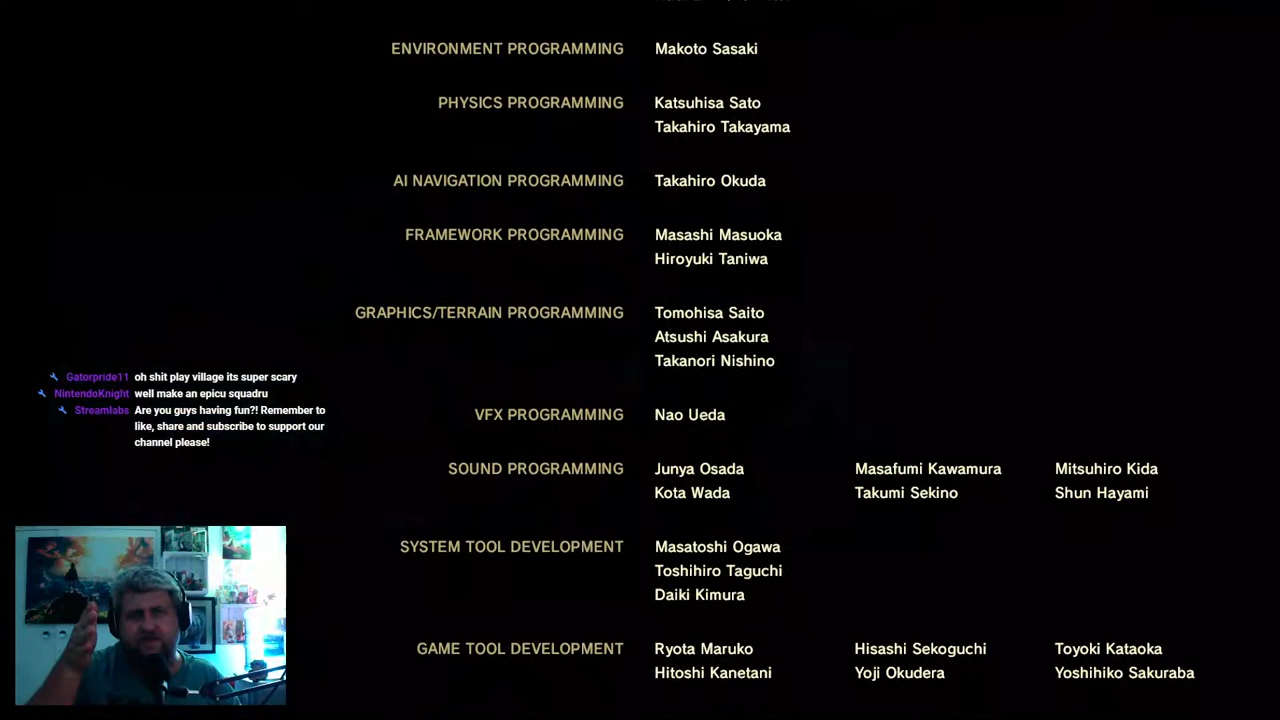 ENVIRONMENT PROGRAMMING Makoto Sasaki
PHYSICS PROGRAMMING Katsuhisa Sato
Takahiro Takayama
AI NAVIGATION PROGRAMMING Takahiro Okuda
FRAMEWORK PROGRAMMING Masashi Masuoka
Hiroyuki Taniwa
GRAPHICS/TERRAIN PROGRAMMING Tomohisa Saito
Atsushi Asakura
Takanori Nishino
VFX PROGRAMMING Nao Ueda
SOUND PROGRAMMING Junya Osada Masafumi Kawamura Mitsuhiro Kida
Kota Wada Takumi Sekino Shun Hayami
SYSTEM TOOL DEVELOPMENT Masatoshi Ogawa
Toshihiro Taguchi
Daiki Kimura
GAME TOOL DEVELOPMENT Ryota Maruko Hisashi Sekoguchi Toyoki Kataoka
Hitoshi Kanetani Yoji Okudera Yoshihiko Sakuraba
Gatorpride11 oh shit play village its super scary
NintendoKnight well make an epicu squadru
Streamlabs Are you guys having fun?! Remember to
like, share and subscribe to support our
channel please!